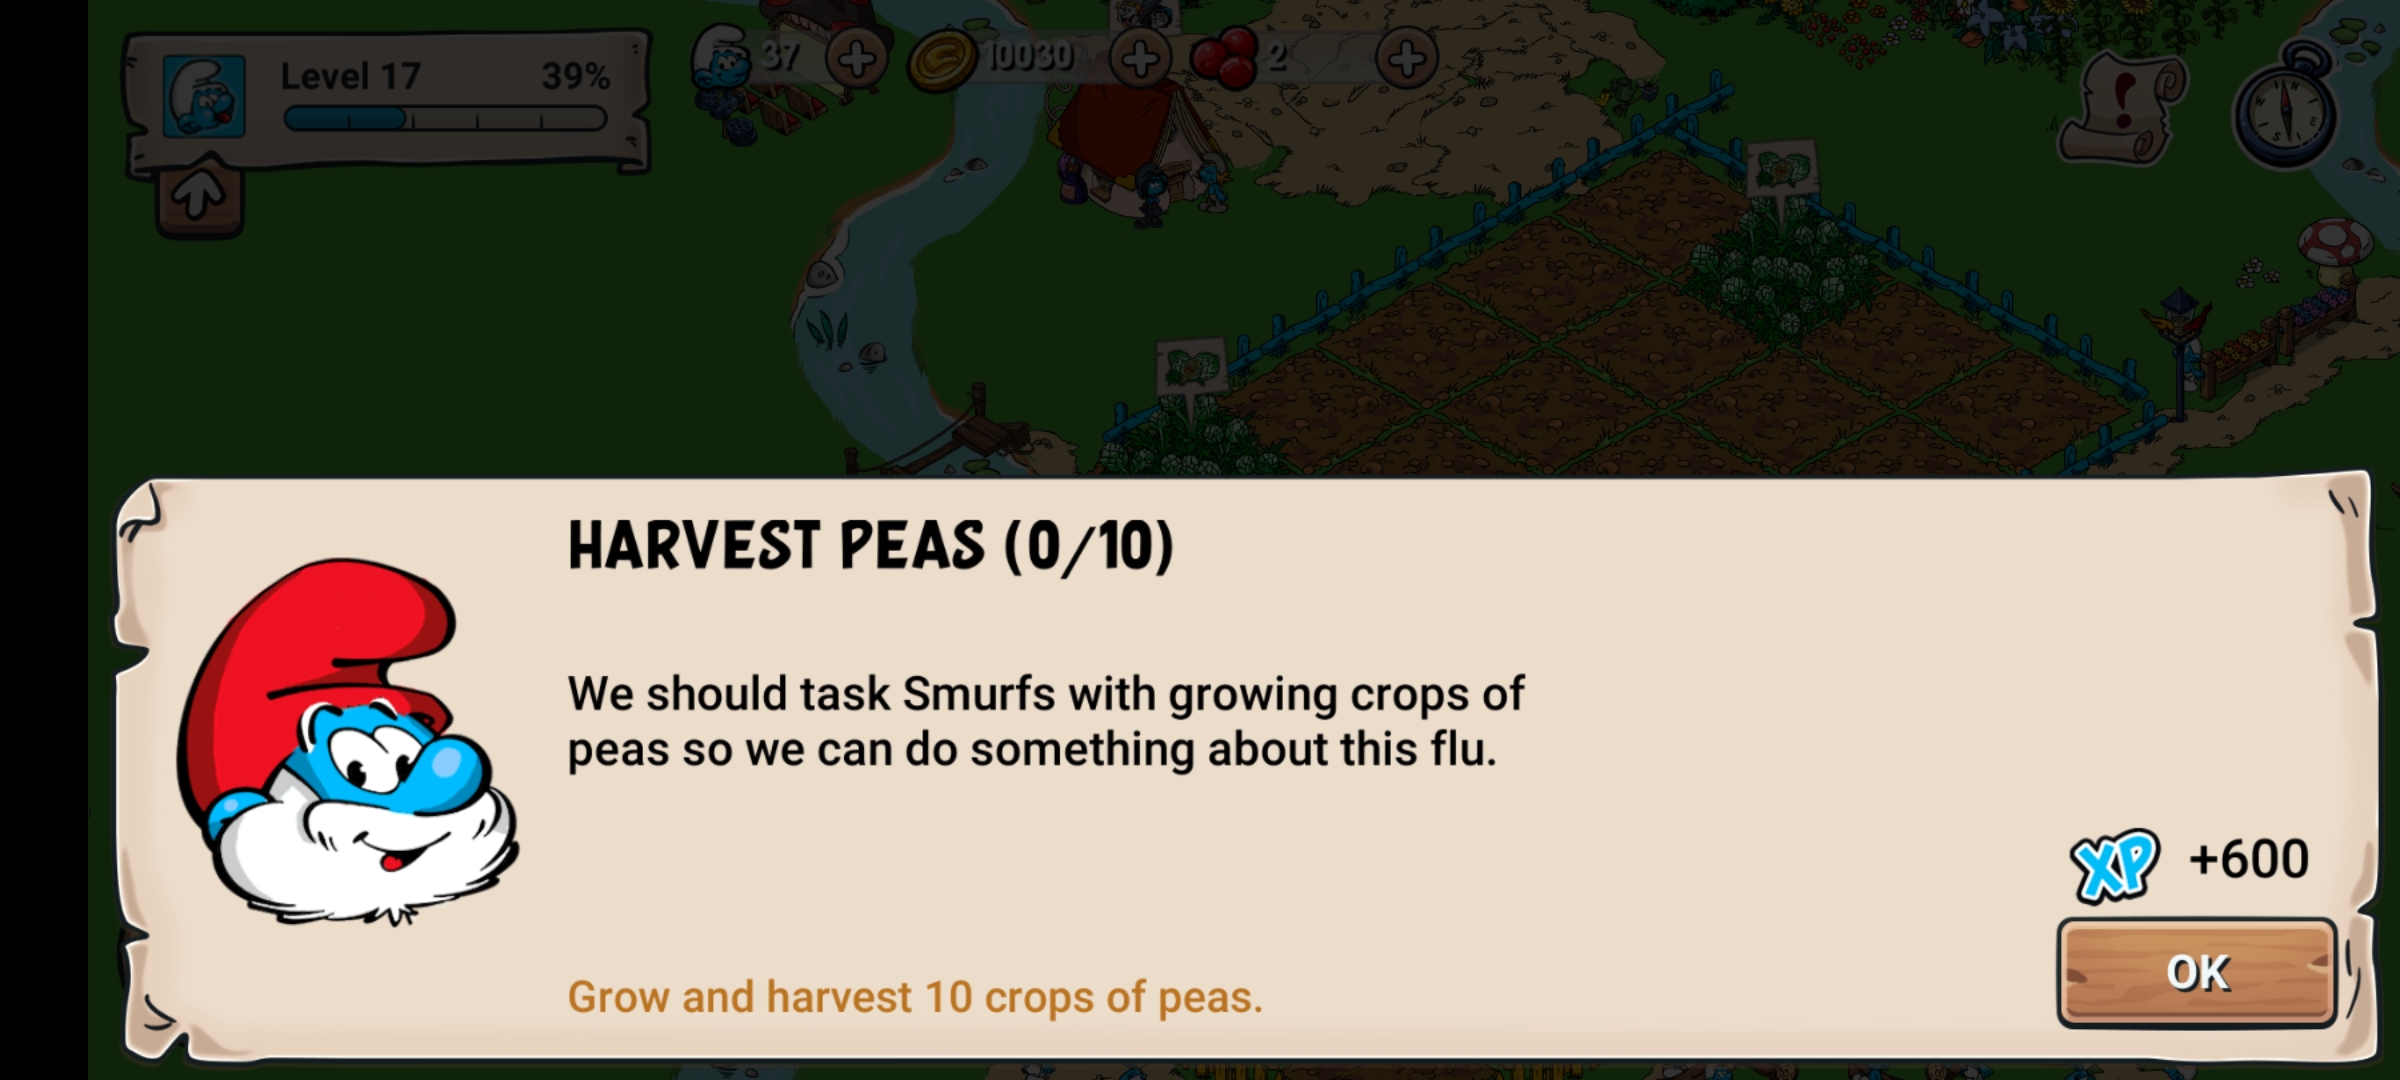 Level 17 39%
37
10030
2
HARVEST PEAS (0/10)
We should task Smurfs with growing crops of
peas so we can do something about this flu.
XP +600
Grow and harvest 10 crops of peas.
OK